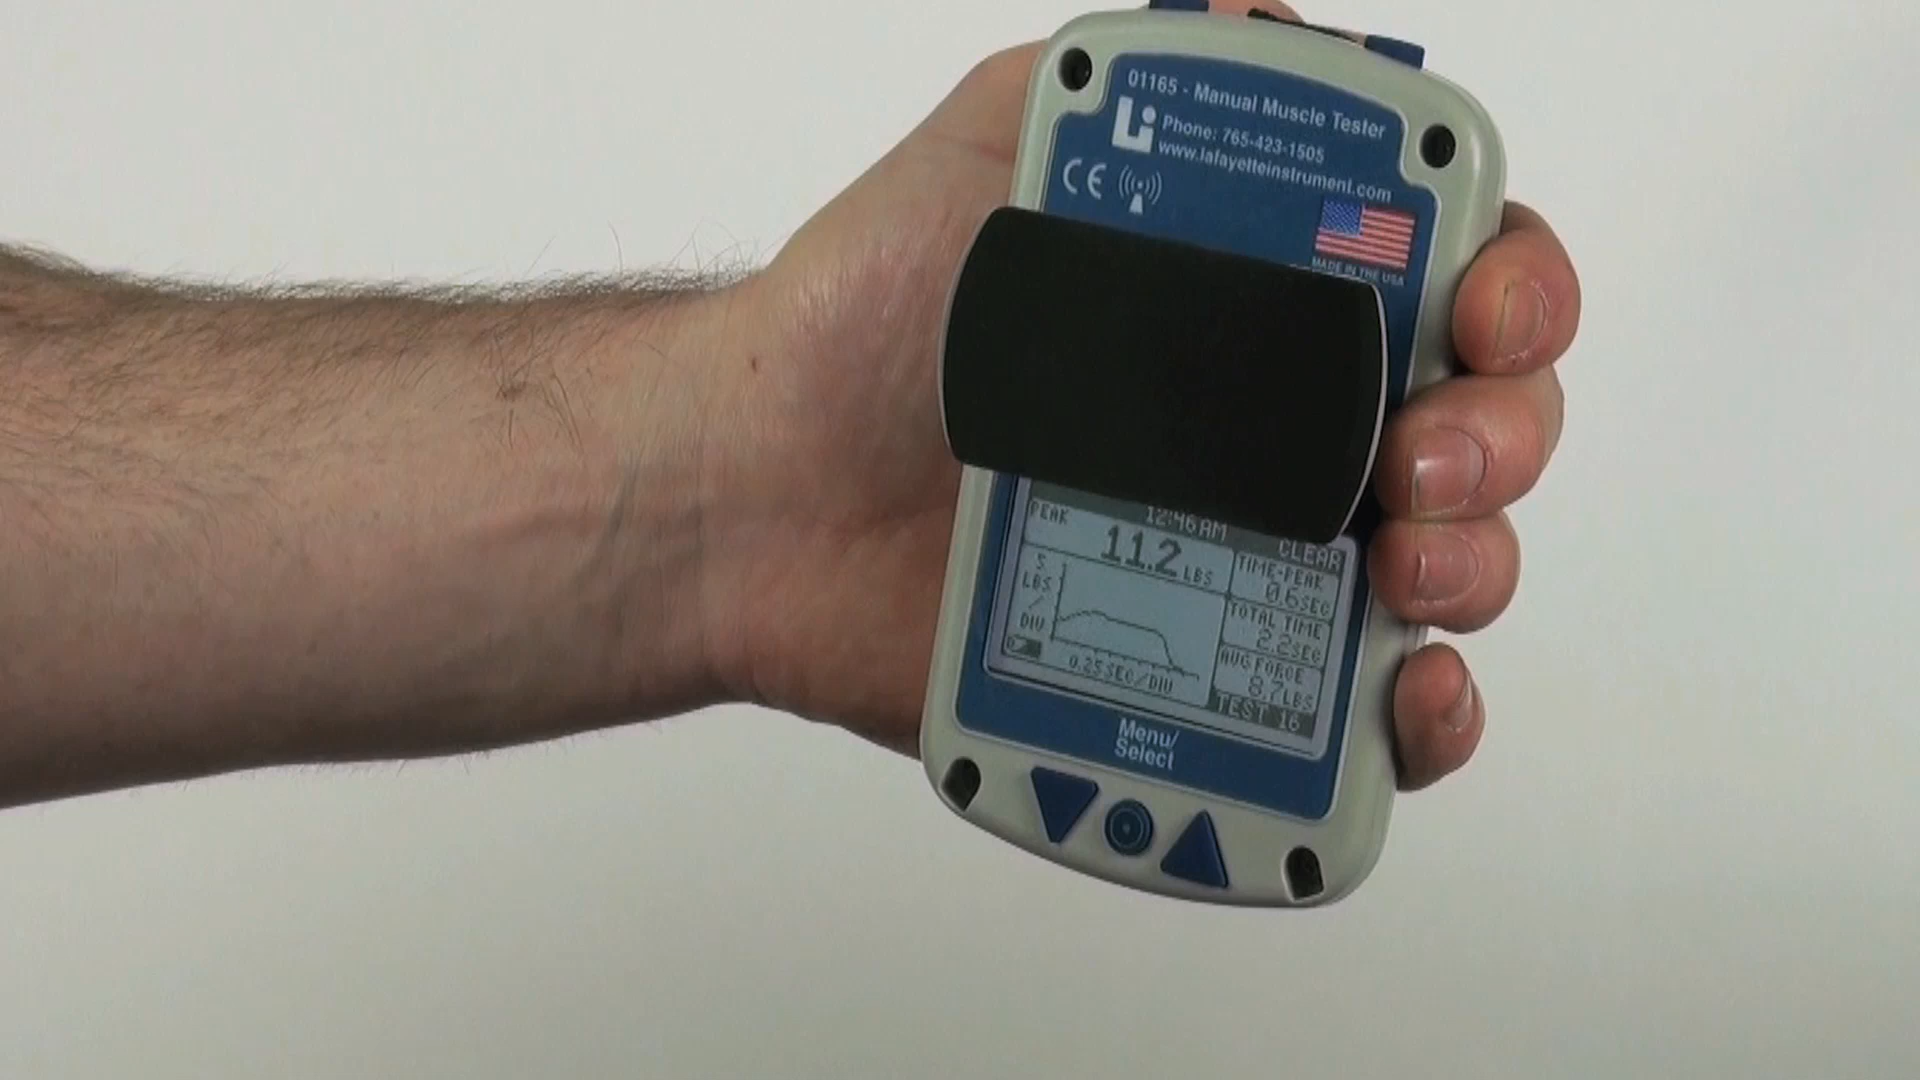 01165 - Manual Muscle Tester
Li
Phone: 765-423-1505
www.lafayetteinstrument.com
CE
MADE IN THE USA
12:46 AM
PEAK
CLEAR
11.2 LBS
TIME-PEAK
0.6SEC
5
LBS
/
DIV
TOTAL TIME
2.2SEC
AVG FORCE
8.7LBS
0.25SEC/DIV
TEST 16
Menu/
Select